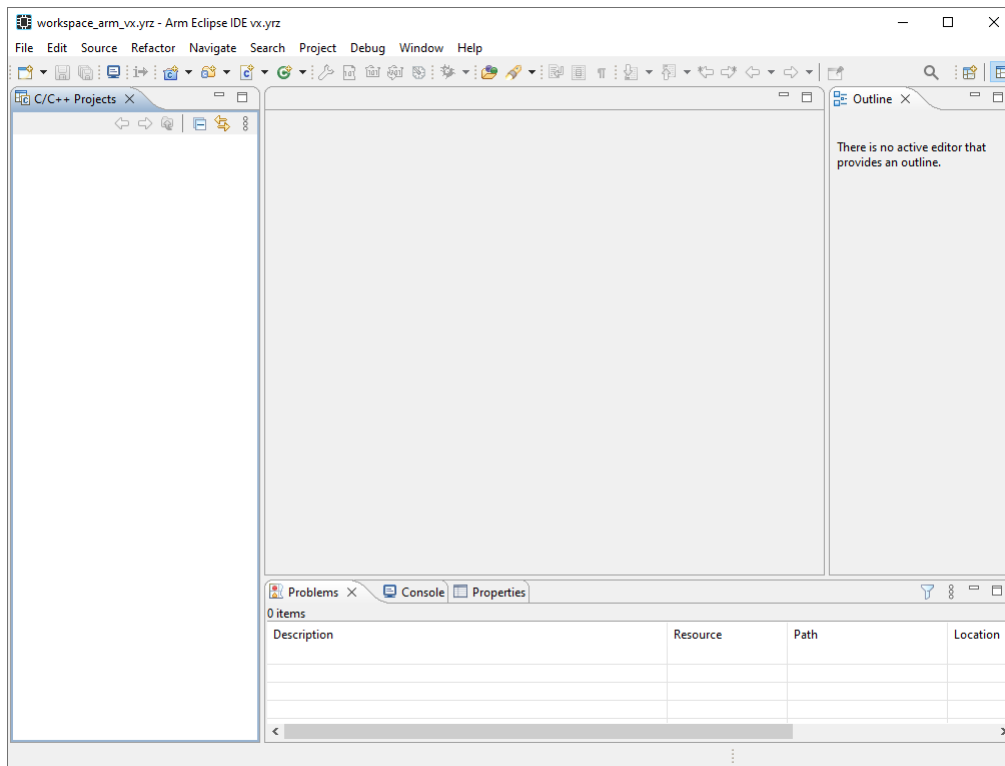 workspace_arm_vx.yrz - Arm Eclipse IDE vx.yrz
File Edit Source Refactor Navigate Search Project Debug Window Help
C/C++ Projects
Outline
There is no active editor that
provides an outline.
Problems Console Properties
0 items
Description Resource Path Location